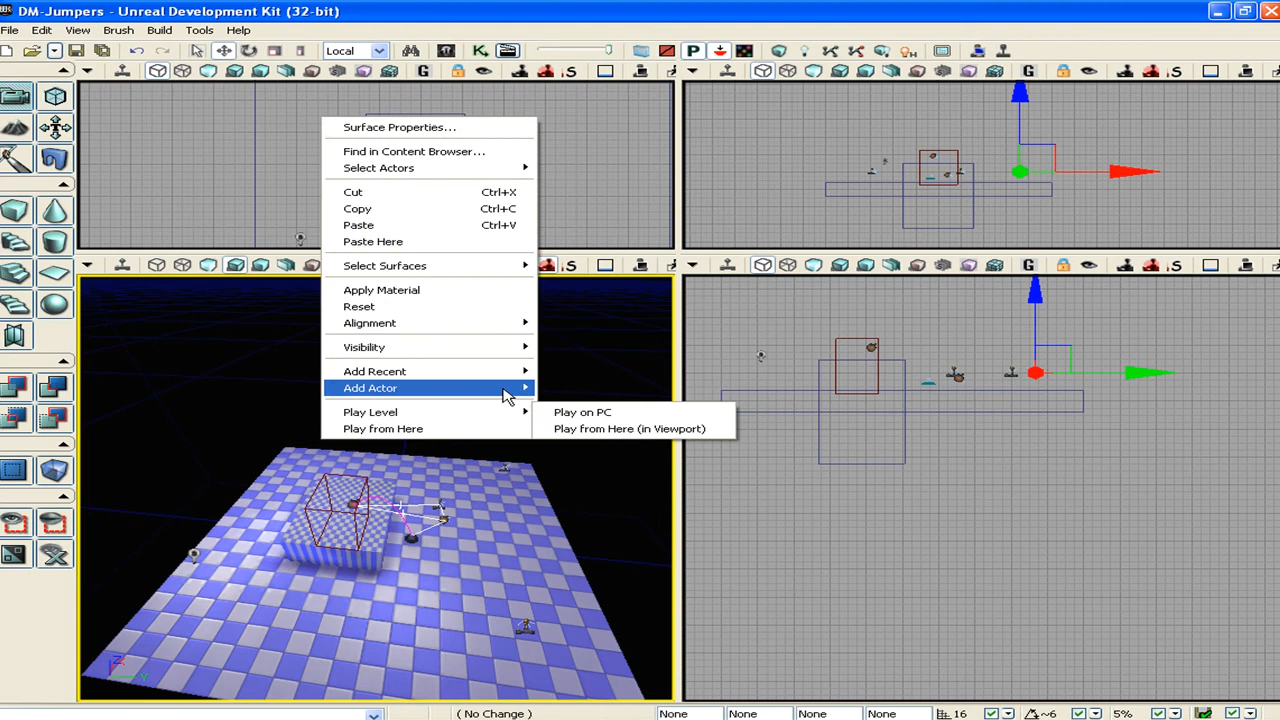 DM-Jumpers - Unreal Development Kit (32-bit)
File Edit View Brush Build Tools Help
Local
P
G S
G S
Surface Properties...
Find in Content Browser...
Select Actors
Cut Ctrl+X
Copy Ctrl+C
Paste Ctrl+V
Paste Here
Select Surfaces
Apply Material
Reset
Alignment
Visibility
Add Recent
Add Actor
Play Level
Play from Here
Play on PC
Play from Here (in Viewport)
S
G S
Z
Y
( No Change ) None None None None 16 ~6 5%